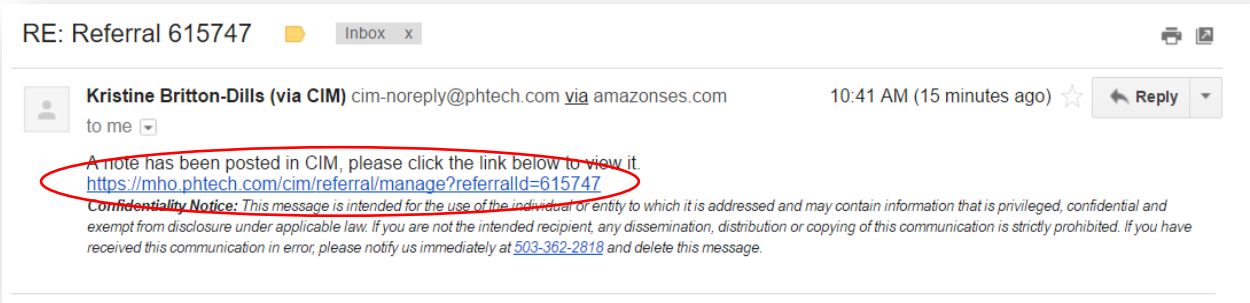 RE: Referral 615747 Inbox x
Kristine Britton-Dills (via CIM) cim-noreply@phtech.com via amazonses.com 10:41 AM (15 minutes ago) Reply
to me
A note has been posted in CIM, please click the link below to view it.
https://mho.phtech.com/cim/referral/manage?referralId=615747
Confidentiality Notice: This message is intended for the use of the individual or entity to which it is addressed and may contain information that is privileged, confidential and
exempt from disclosure under applicable law. If you are not the intended recipient, any dissemination, distribution or copying of this communication is strictly prohibited. If you have
received this communication in error, please notify us immediately at 503-362-2818 and delete this message.